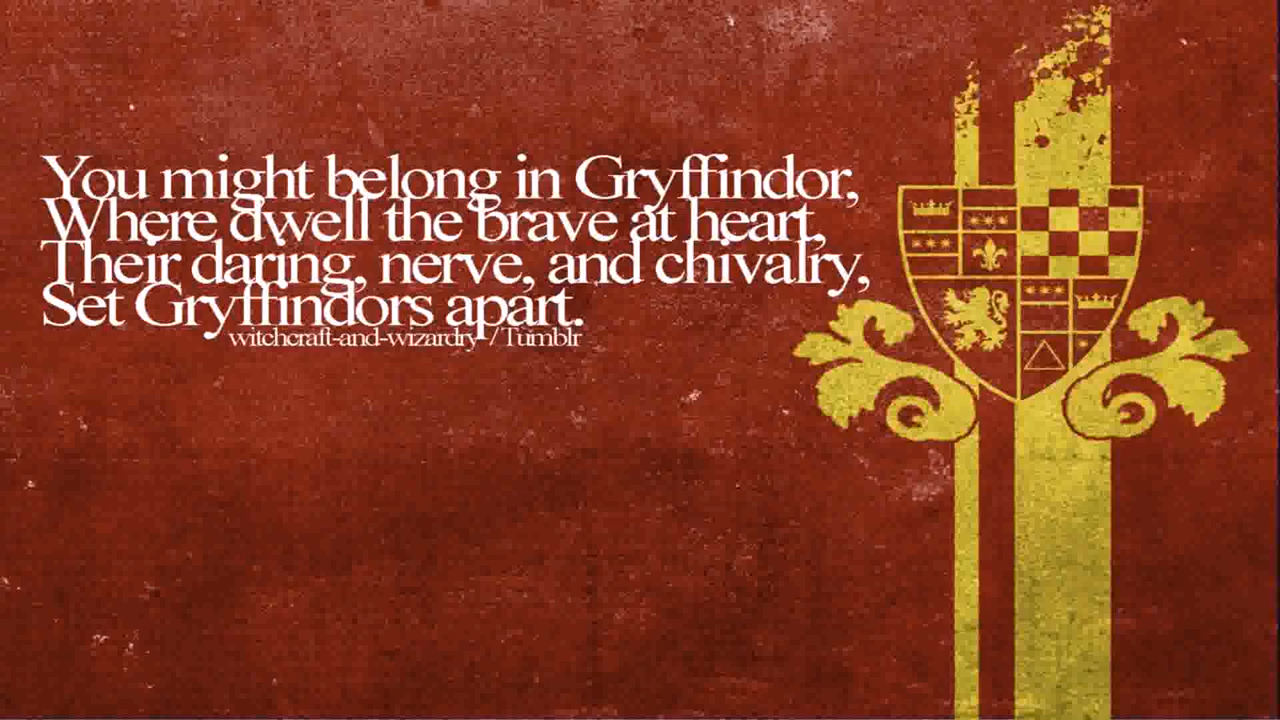 You might belong in Gryffindor,
Where dwell the brave at heart,
Their daring, nerve, and chivalry,
Set Gryffindors apart.
witchcraft-and-wizardry / Tumblr